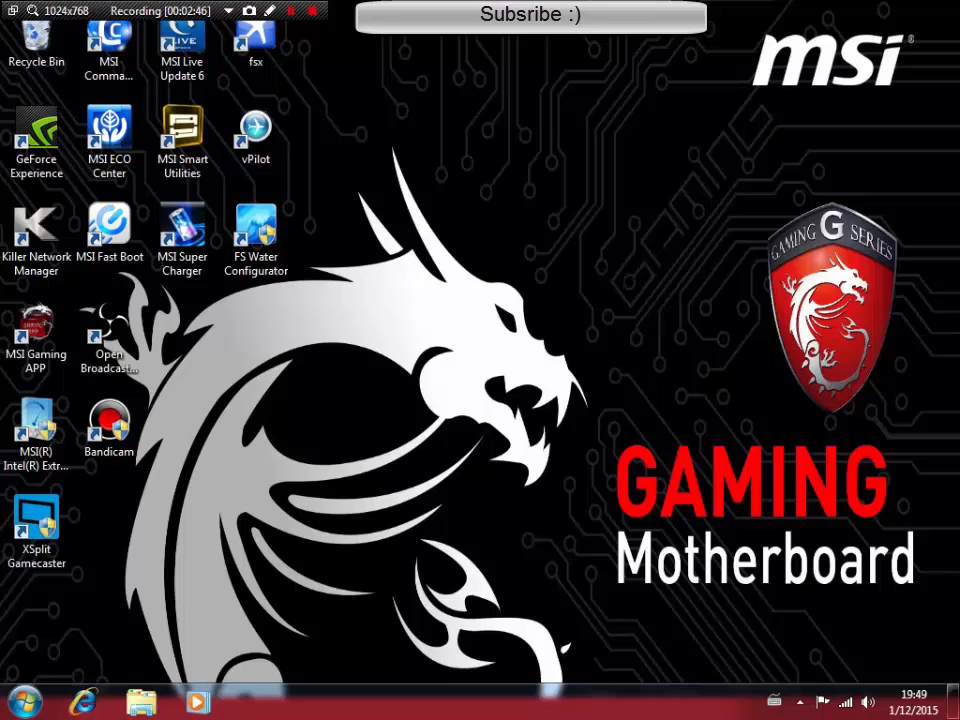 1024x768
Recording [00:02:46]
Subsribe :)
Recycle Bin
MSI
Comma...
MSI Live
Update 6
fsx
LIVE
msi®
GeForce
Experience
MSI ECO
Center
MSI Smart
Utilities
vPilot
Killer Network
Manager
MSI Fast Boot
MSI Super
Charger
FS Water
Configurator
GAMING G SERIES
MSI Gaming
APP
Open
Broadcast...
MSI(R)
Intel(R) Extr...
Bandicam
GAMING
Motherboard
XSplit
Gamecaster
19:49
1/12/2015